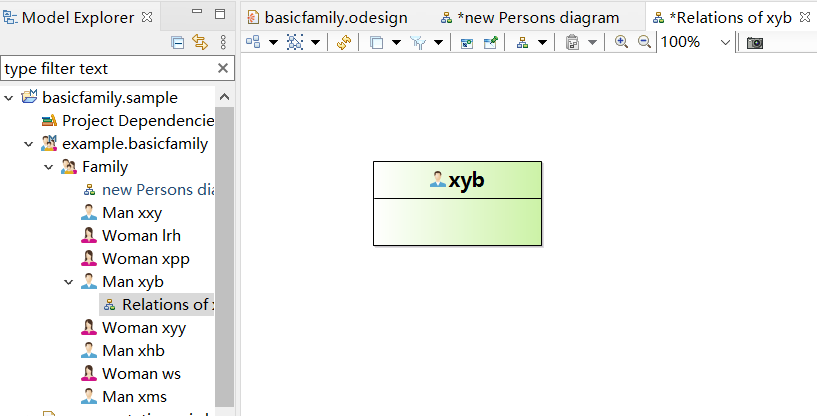 Model Explorer
type filter text
basicfamily.sample
Project Dependencie
example.basicfamily
Family
new Persons dia
Man xxy
Woman lrh
Woman xpp
Man xyb
Relations of x
Woman xyy
Man xhb
Woman ws
Man xms
basicfamily.odesign
*new Persons diagram
*Relations of xyb
100%
xyb